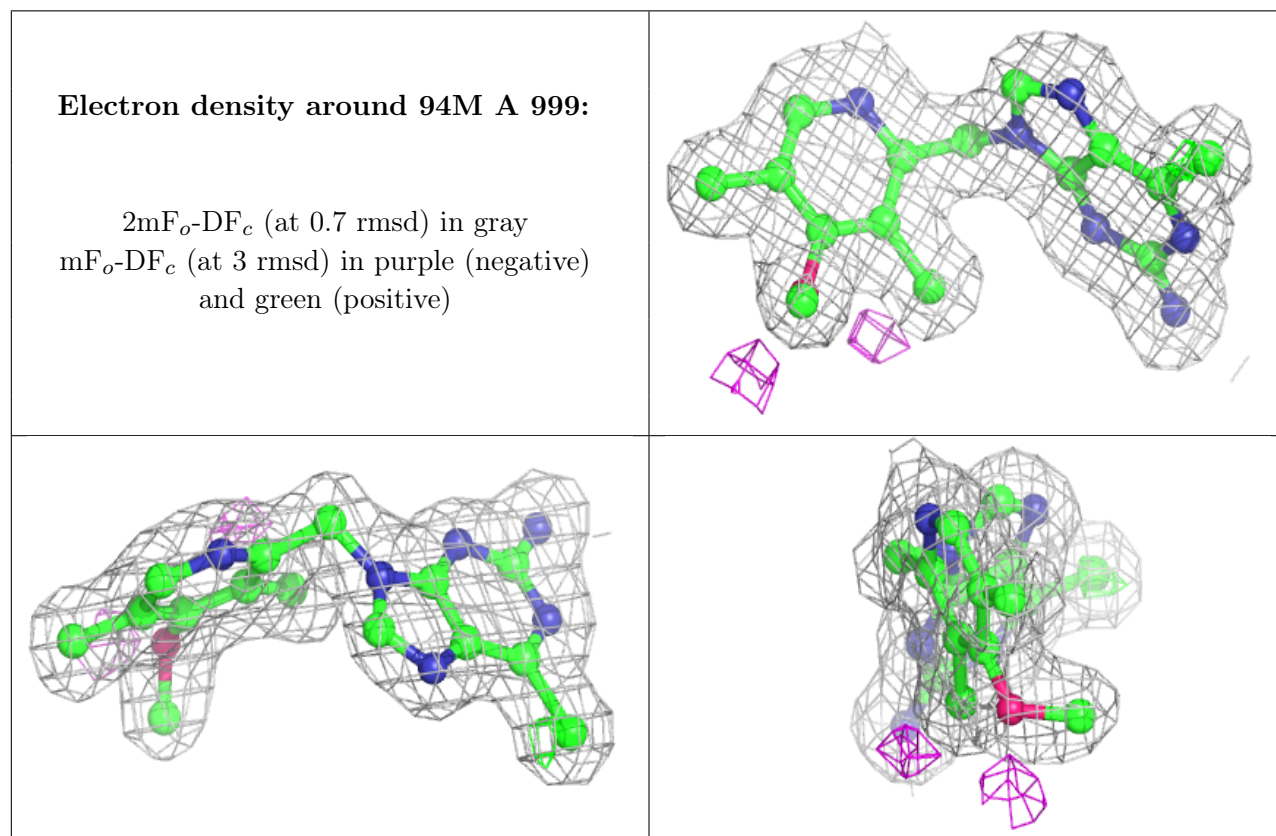 Electron density around 94M A 999:
2mFo-DFc (at 0.7 rmsd) in gray
mFo-DFc (at 3 rmsd) in purple (negative)
and green (positive)